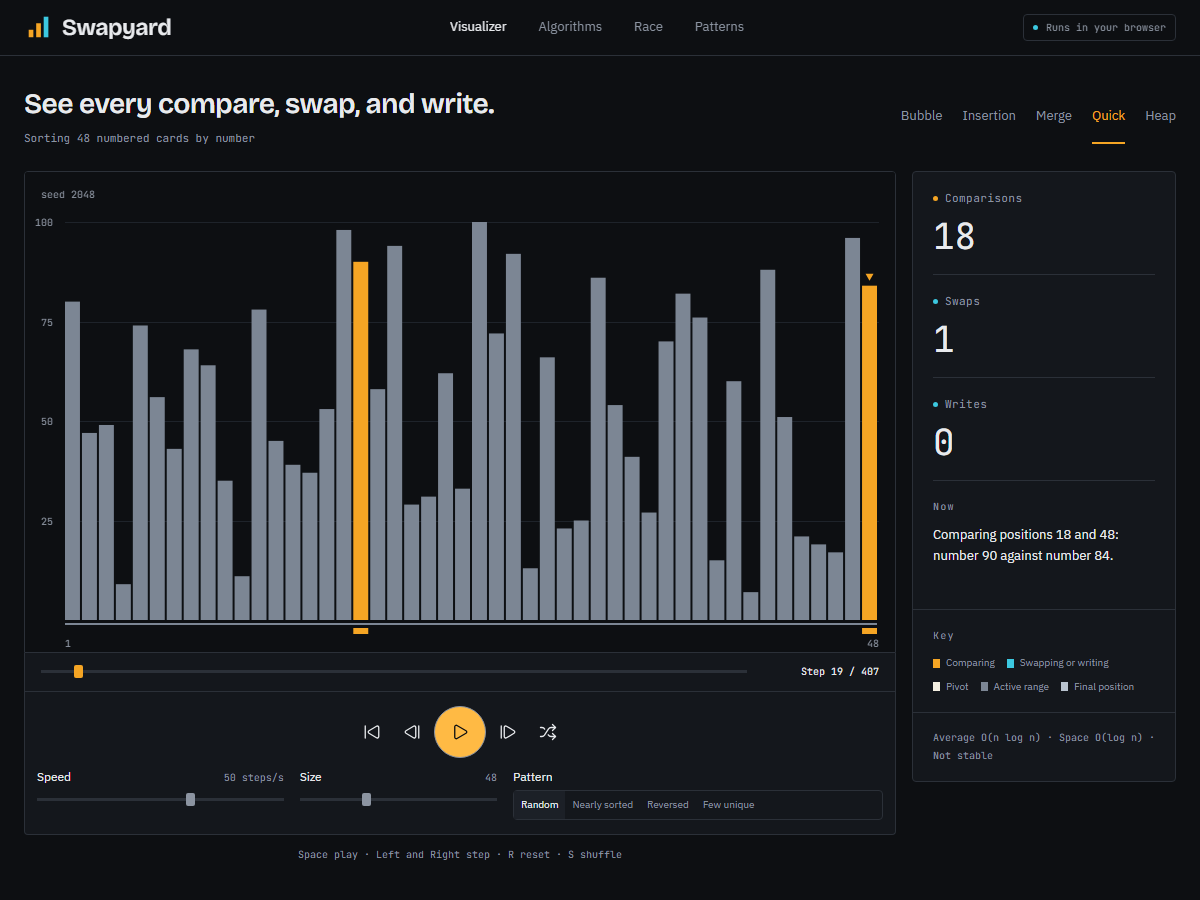 Swapyard
Visualizer Algorithms Race Patterns
Runs in your browser
See every compare, swap, and write.
Sorting 48 numbered cards by number
Bubble Insertion Merge Quick Heap
seed 2048
100
75
50
25
1 48
Step 19 / 407
Speed 50 steps/s
Size 48
Pattern
Random Nearly sorted Reversed Few unique
Space play · Left and Right step · R reset · S shuffle
Comparisons
18
Swaps
1
Writes
0
Now
Comparing positions 18 and 48:
number 90 against number 84.
Key
Comparing Swapping or writing
Pivot Active range Final position
Average O(n log n) · Space O(log n) ·
Not stable